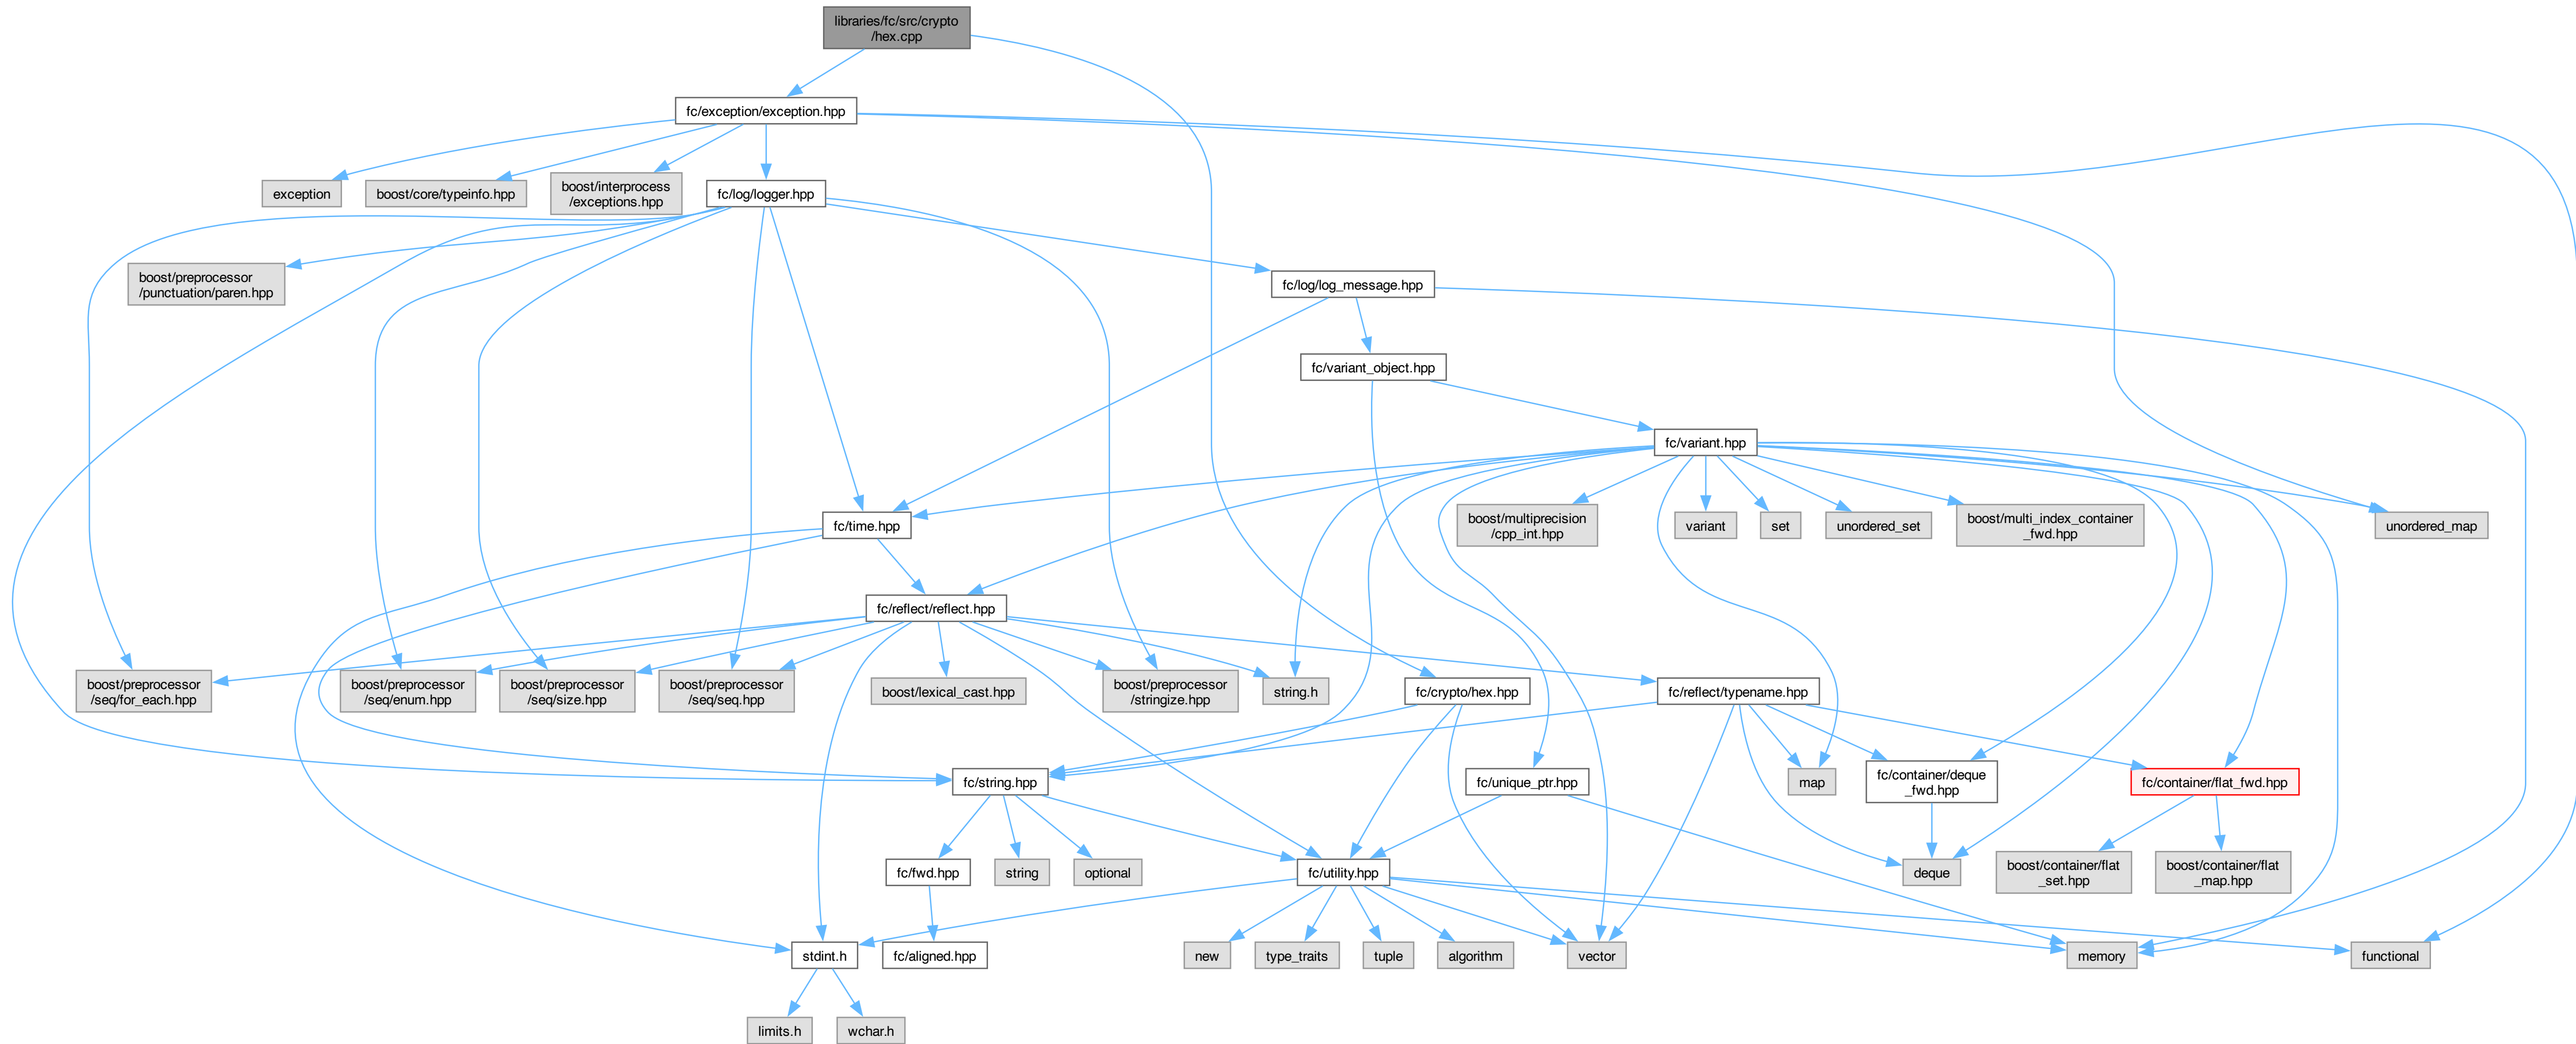 libraries/fc/src/crypto
/hex.cpp
fc/exception/exception.hpp
exception
boost/core/typeinfo.hpp
boost/interprocess
/exceptions.hpp
fc/log/logger.hpp
boost/preprocessor
/punctuation/paren.hpp
fc/log/log_message.hpp
fc/variant_object.hpp
fc/variant.hpp
fc/time.hpp
boost/multiprecision
/cpp_int.hpp
variant
set
unordered_set
boost/multi_index_container
_fwd.hpp
unordered_map
fc/reflect/reflect.hpp
boost/preprocessor
/seq/for_each.hpp
boost/preprocessor
/seq/enum.hpp
boost/preprocessor
/seq/size.hpp
boost/preprocessor
/seq/seq.hpp
boost/lexical_cast.hpp
boost/preprocessor
/stringize.hpp
string.h
fc/crypto/hex.hpp
fc/reflect/typename.hpp
fc/string.hpp
fc/unique_ptr.hpp
map
fc/container/deque
_fwd.hpp
fc/container/flat_fwd.hpp
fc/fwd.hpp
string
optional
fc/utility.hpp
deque
boost/container/flat
_set.hpp
boost/container/flat
_map.hpp
stdint.h
fc/aligned.hpp
new
type_traits
tuple
algorithm
vector
memory
functional
limits.h
wchar.h